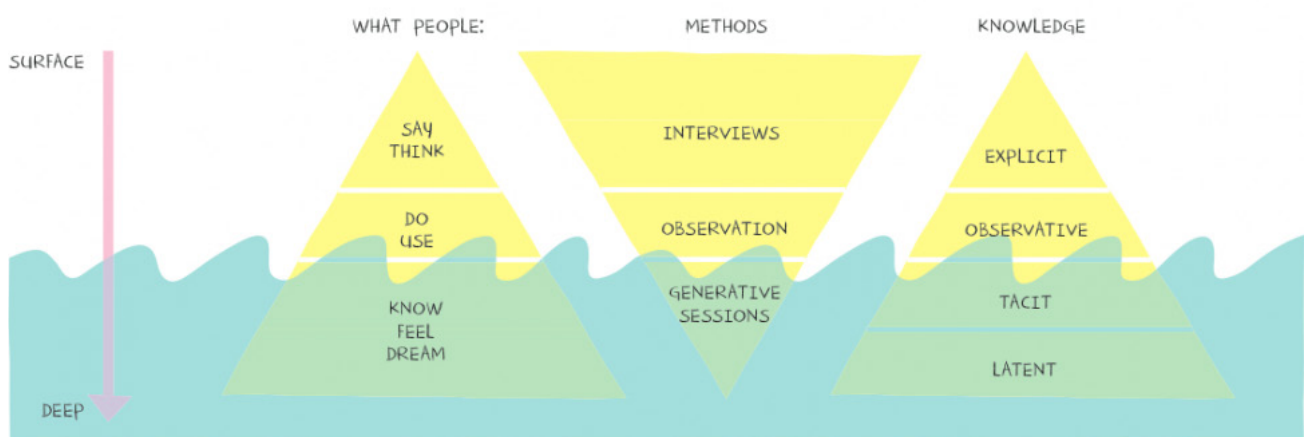 WHAT PEOPLE:
METHODS
KNOWLEDGE
SURFACE
SAY
THINK
INTERVIEWS
EXPLICIT
DO
USE
OBSERVATION
OBSERVATIVE
KNOW
FEEL
DREAM
GENERATIVE
SESSIONS
TACIT
LATENT
DEEP